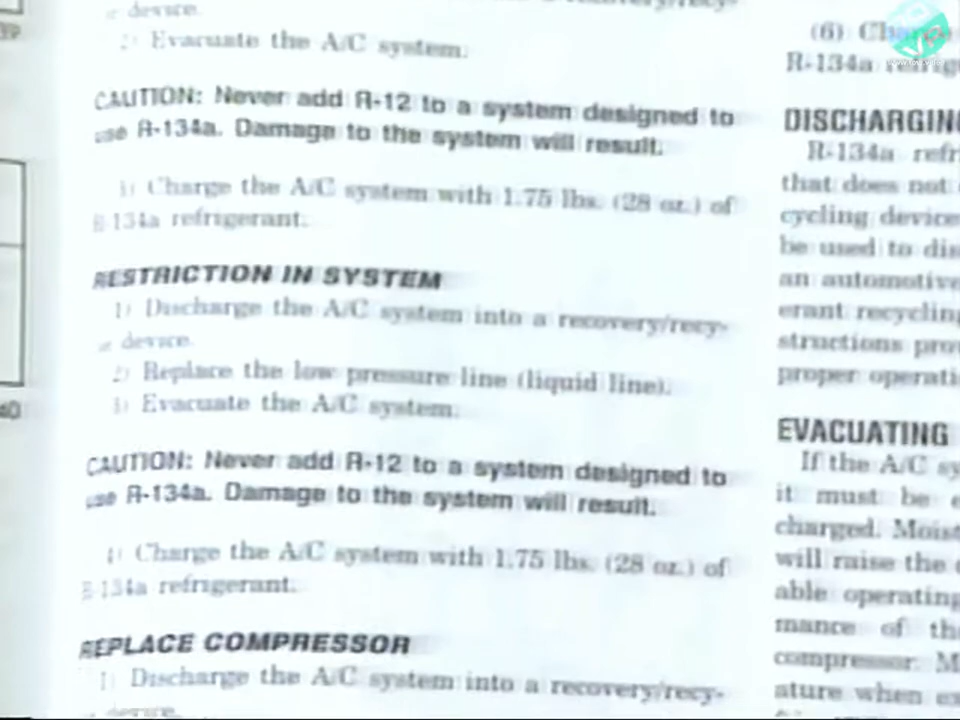 39
recovery/recy-
device.
2) Evacuate the A/C system.
CAUTION: Never add R-12 to a system designed to
use R-134a. Damage to the system will result.
3) Charge the A/C system with 1.75 lbs. (28 oz.) of
R-134a refrigerant.
RESTRICTION IN SYSTEM
1) Discharge the A/C system into a recovery/recy-
device.
2) Replace the low pressure line (liquid line).
3) Evacuate the A/C system.
CAUTION: Never add R-12 to a system designed to
use R-134a. Damage to the system will result.
4) Charge the A/C system with 1.75 lbs. (28 oz.) of
R-134a refrigerant.
REPLACE COMPRESSOR
1) Discharge the A/C system into a recovery/recy-
device.
40
(6)
R-134a
DISCHARGING
R-134a
that does not
cycling device
be used to
an automotive
erant recycling
structions
proper
EVACUATING
If the A/C
it must be
charged.
will raise the
able operating
mance of
compressor.
ature when